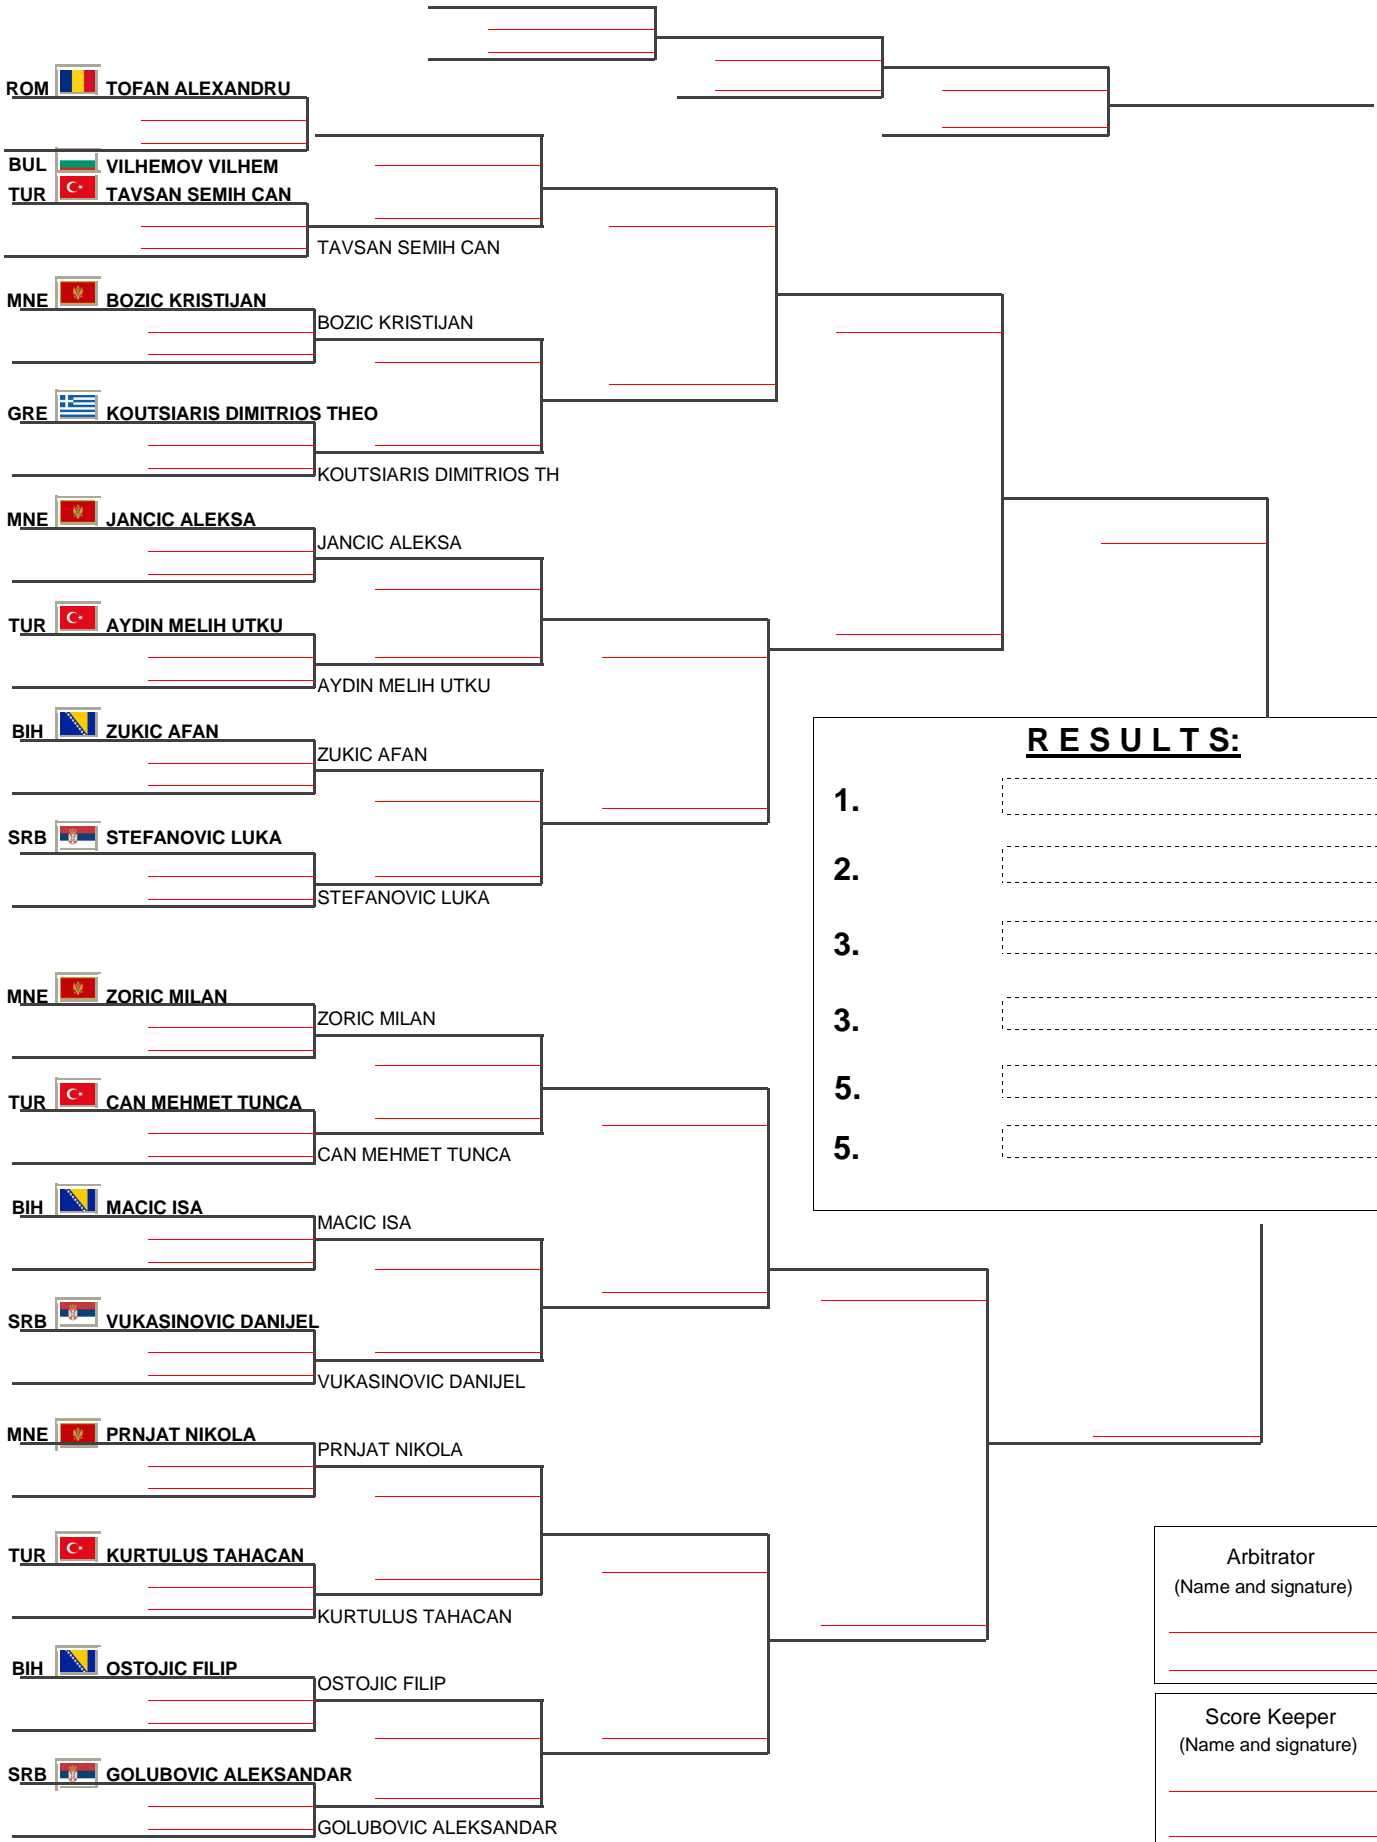 ROM TOFAN ALEXANDRU
BUL VILHEMOV VILHEM
TUR TAVSAN SEMIH CAN
TAVSAN SEMIH CAN
MNE BOZIC KRISTIJAN
BOZIC KRISTIJAN
GRE KOUTSIARIS DIMITRIOS THEO
KOUTSIARIS DIMITRIOS TH
MNE JANCIC ALEKSA
JANCIC ALEKSA
TUR AYDIN MELIH UTKU
AYDIN MELIH UTKU
BIH ZUKIC AFAN
ZUKIC AFAN
SRB STEFANOVIC LUKA
STEFANOVIC LUKA
R E S U L T S:
1.
2.
3.
3.
5.
5.
MNE ZORIC MILAN
ZORIC MILAN
TUR CAN MEHMET TUNCA
CAN MEHMET TUNCA
BIH MACIC ISA
MACIC ISA
SRB VUKASINOVIC DANIJEL
VUKASINOVIC DANIJEL
MNE PRNJAT NIKOLA
PRNJAT NIKOLA
TUR KURTULUS TAHACAN
KURTULUS TAHACAN
BIH OSTOJIC FILIP
OSTOJIC FILIP
SRB GOLUBOVIC ALEKSANDAR
GOLUBOVIC ALEKSANDAR
Arbitrator
(Name and signature)
Score Keeper
(Name and signature)